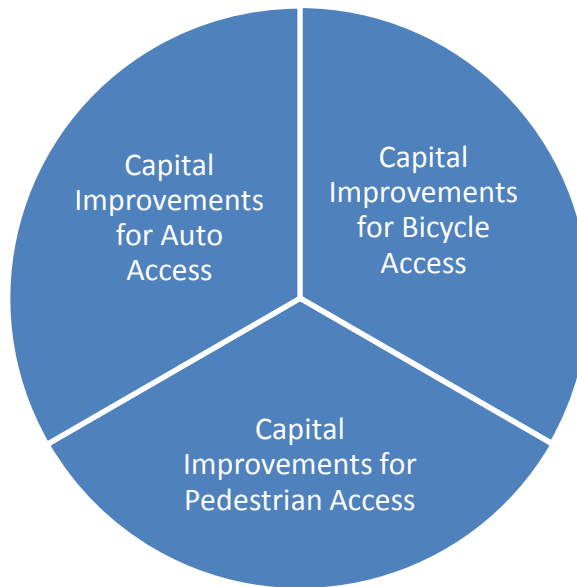 Capital
Improvements
for Auto
Access
Capital
Improvements
for Bicycle
Access
Capital
Improvements for
Pedestrian Access